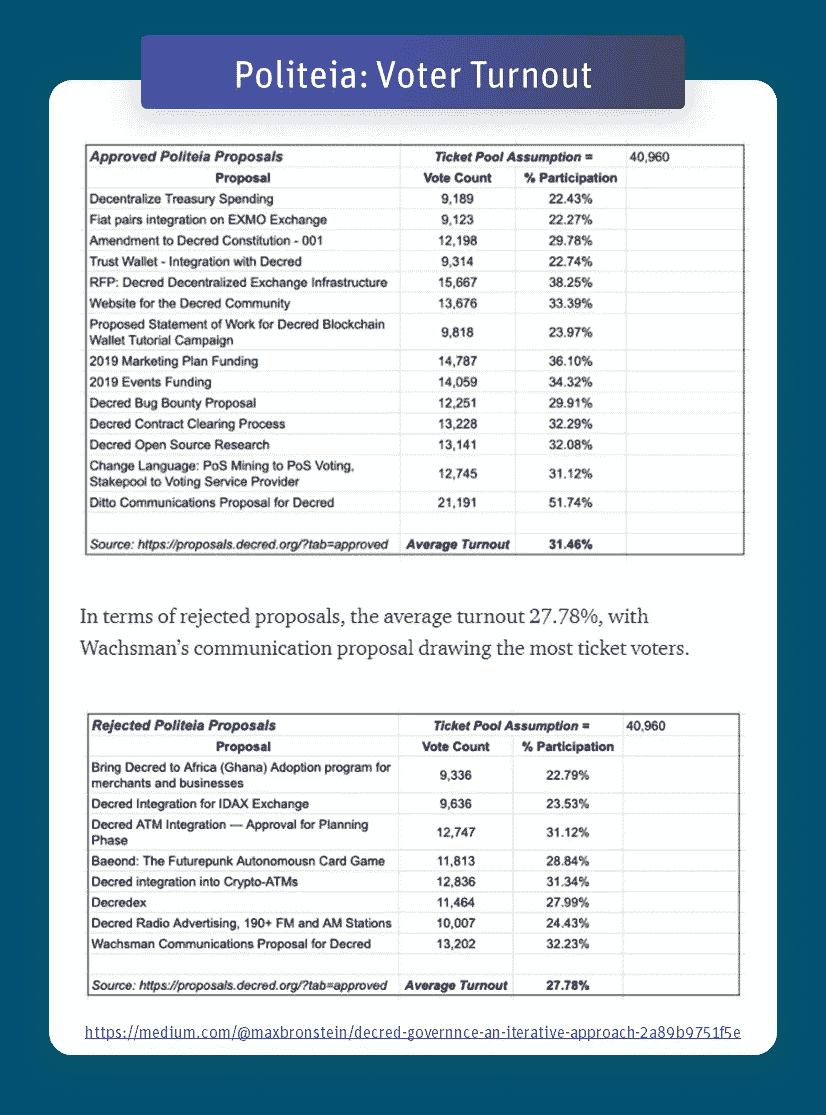 Politeia: Voter Turnout
Approved Politeia Proposals Ticket Pool Assumption = 40,960
Proposal Vote Count % Participation
Decentralize Treasury Spending 9,189 22.43%
Fiat pairs integration on EXMO Exchange 9,123 22.27%
Amendment to Decred Constitution - 001 12,198 29.78%
Trust Wallet - Integration with Decred 9,314 22.74%
RFP: Decred Decentralized Exchange Infrastructure 15,667 38.25%
Website for the Decred Community 13,676 33.39%
Proposed Statement of Work for Decred Blockchain
Wallet Tutorial Campaign 9,818 23.97%
2019 Marketing Plan Funding 14,787 36.10%
2019 Events Funding 14,059 34.32%
Decred Bug Bounty Proposal 12,251 29.91%
Decred Contract Clearing Process 13,228 32.29%
Decred Open Source Research 13,141 32.08%
Change Language: PoS Mining to PoS Voting,
Stakepool to Voting Service Provider 12,745 31.12%
Ditto Communications Proposal for Decred 21,191 51.74%
Source: https://proposals.decred.org/?tab=approved Average Turnout 31.46%
In terms of rejected proposals, the average turnout 27.78%, with
Wachsman's communication proposal drawing the most ticket voters.
Rejected Politeia Proposals Ticket Pool Assumption = 40,960
Proposal Vote Count % Participation
Bring Decred to Africa (Ghana) Adoption program for
merchants and businesses 9,336 22.79%
Decred Integration for IDAX Exchange 9,636 23.53%
Decred ATM Integration — Approval for Planning
Phase 12,747 31.12%
Baeond: The Futurepunk Autonomousn Card Game 11,813 28.84%
Decred integration into Crypto-ATMs 12,836 31.34%
Decredex 11,464 27.99%
Decred Radio Advertising, 190+ FM and AM Stations 10,007 24.43%
Wachsman Communications Proposal for Decred 13,202 32.23%
Source: https://proposals.decred.org/?tab=approved Average Turnout 27.78%
https://medium.com/@maxbronstein/decred-governnce-an-iterative-approach-2a89b9751f5e